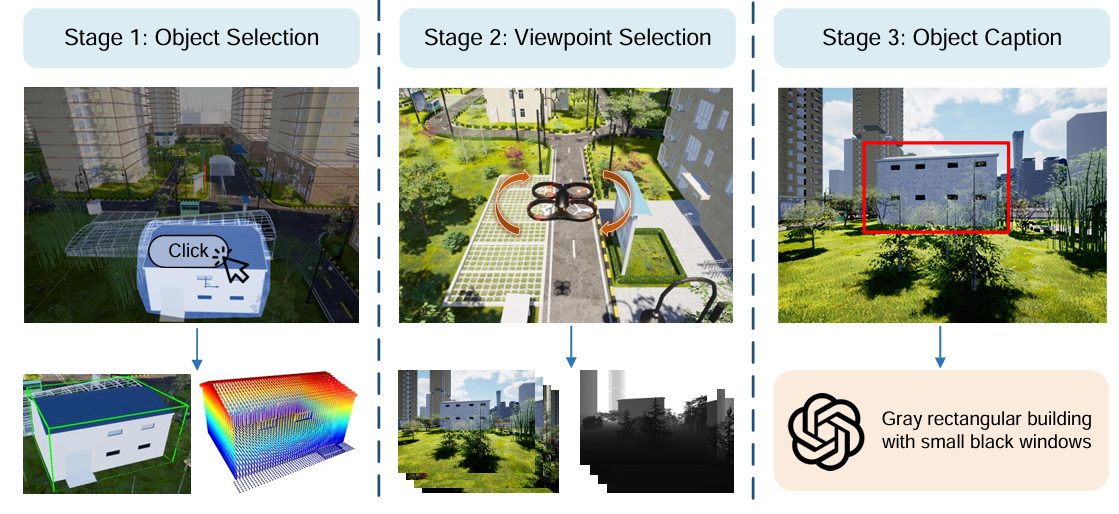 Stage 1: Object Selection
Stage 2: Viewpoint Selection
Stage 3: Object Caption
Click
Gray rectangular building
with small black windows